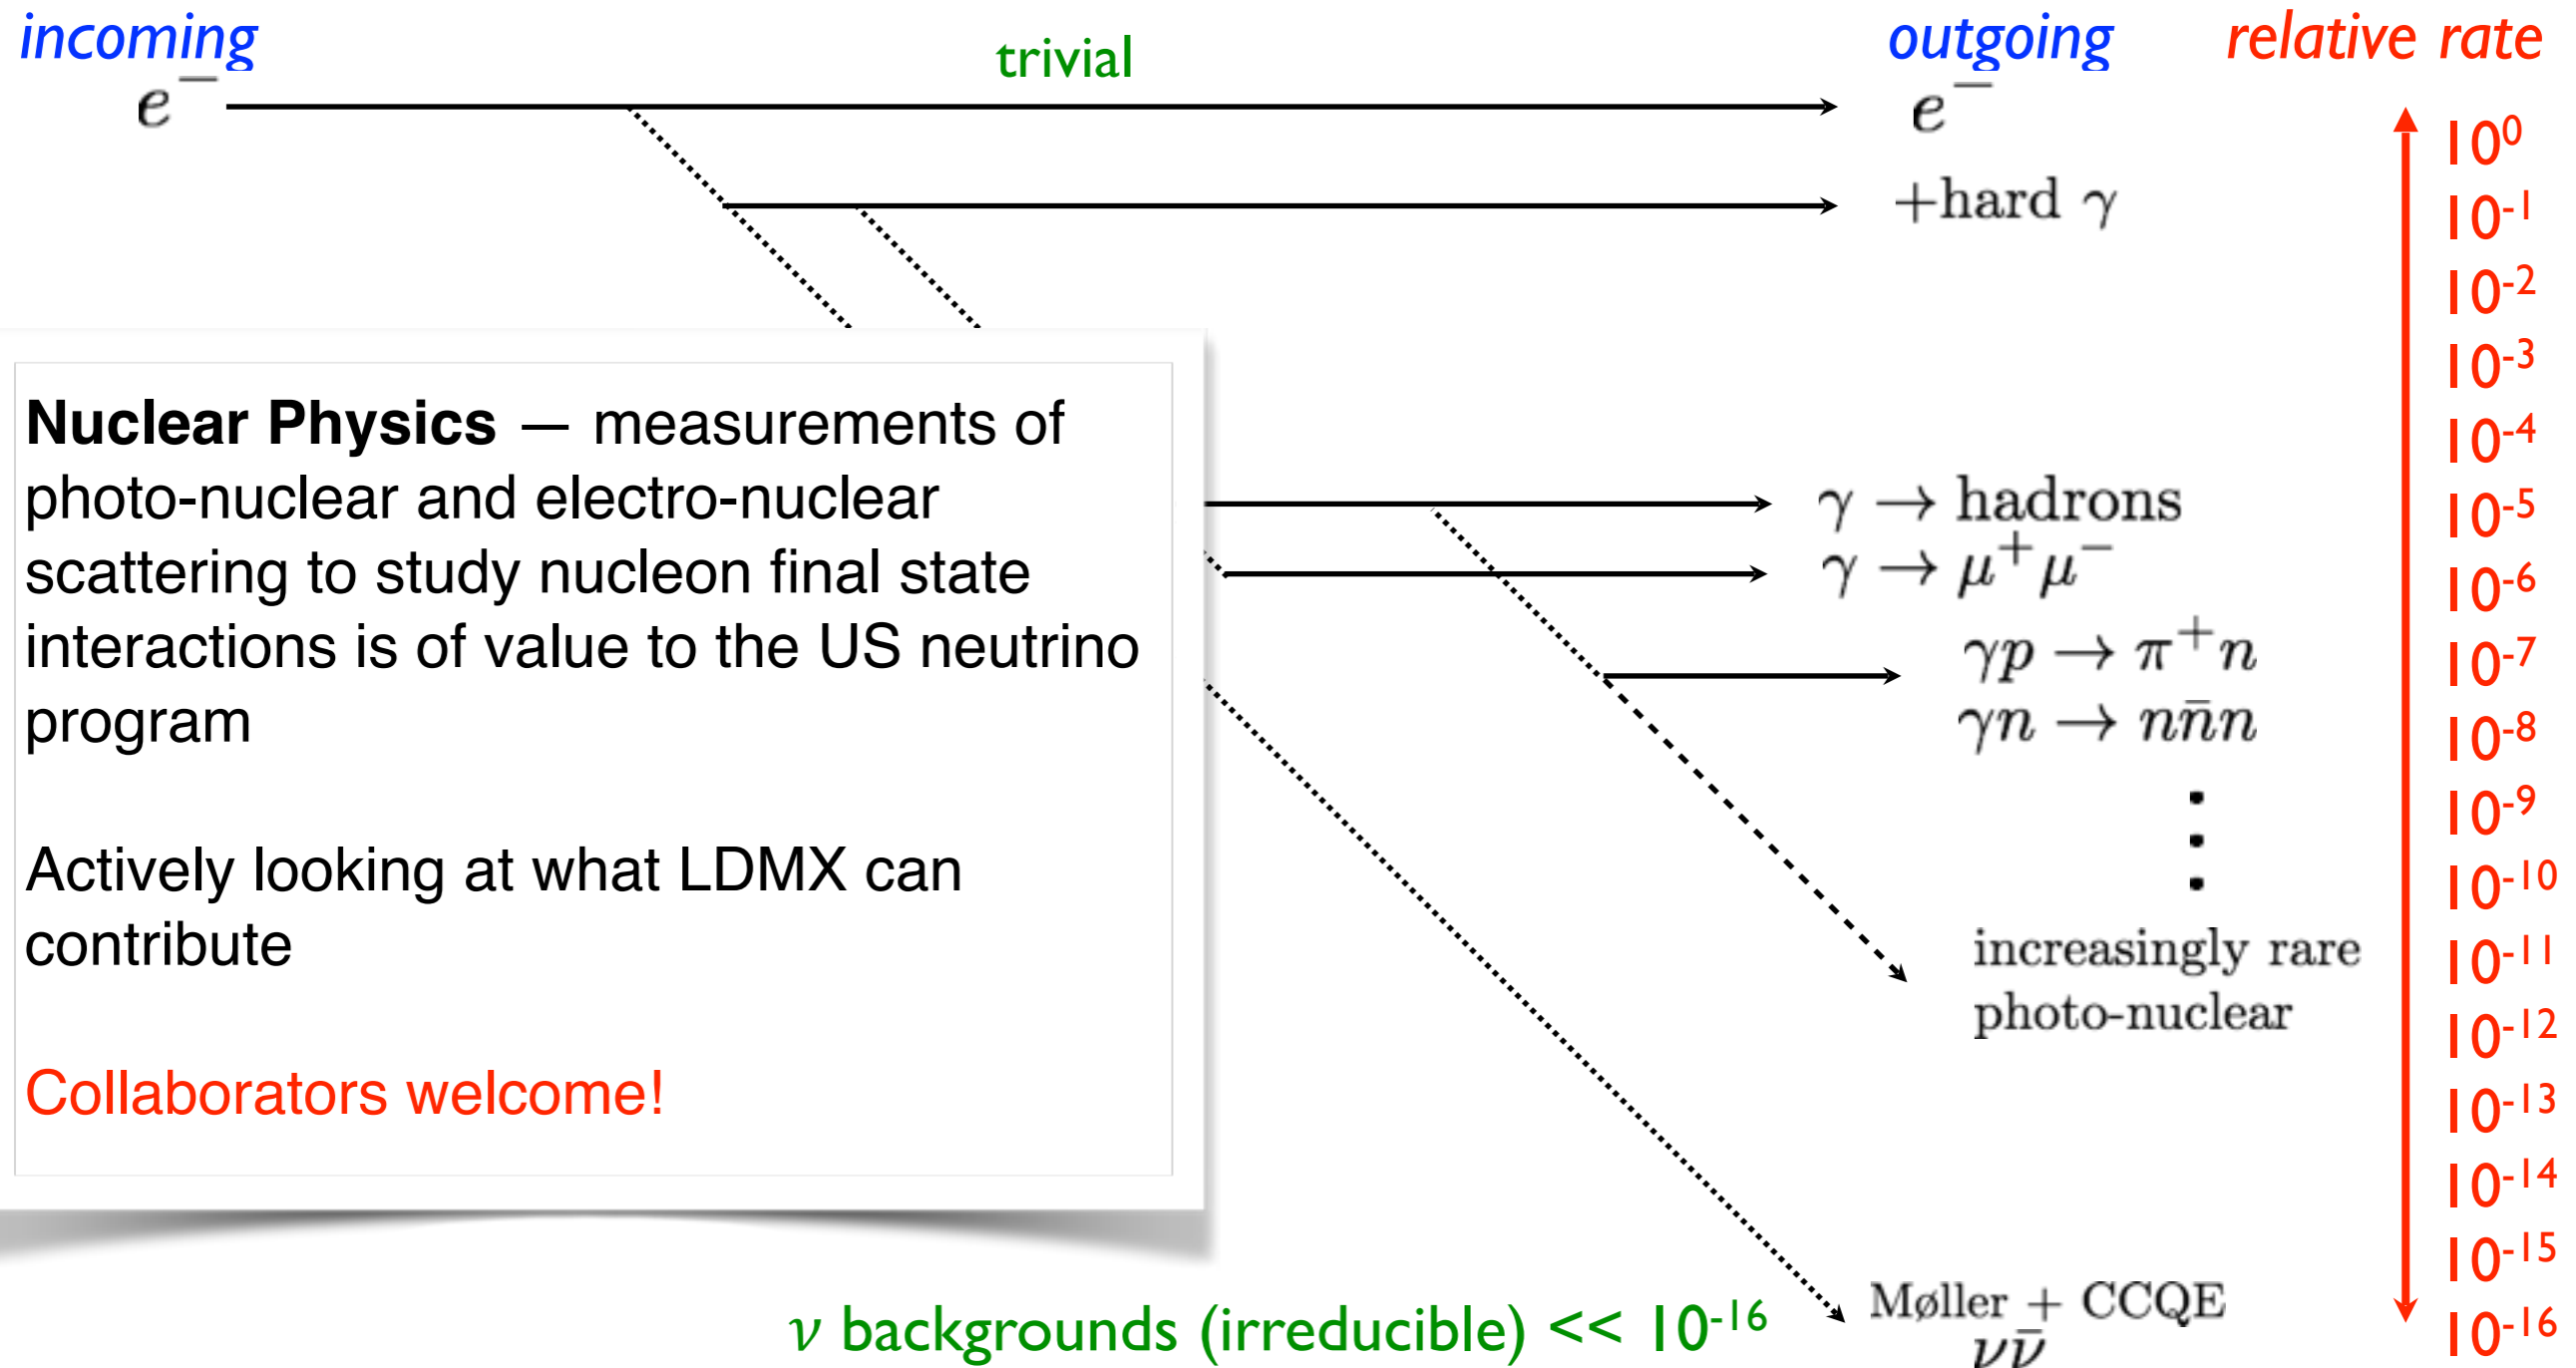 incoming
trivial
outgoing
relative rate
e⁻
e⁻
10⁰
+hard γ
10⁻¹
10⁻²
10⁻³
Nuclear Physics — measurements of
photo-nuclear and electro-nuclear
scattering to study nucleon final state
interactions is of value to the US neutrino
program
Actively looking at what LDMX can
contribute
Collaborators welcome!
10⁻⁴
γ → hadrons
10⁻⁵
γ → μ⁺μ⁻
10⁻⁶
γp → π⁺n
10⁻⁷
γn → nn̄n
10⁻⁸
10⁻⁹
10⁻¹⁰
increasingly rare
photo-nuclear
10⁻¹¹
10⁻¹²
10⁻¹³
10⁻¹⁴
10⁻¹⁵
ν backgrounds (irreducible) << 10⁻¹⁶
Møller + CCQE
νν̄
10⁻¹⁶